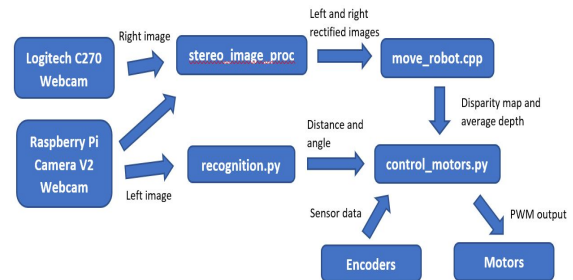 Left and right
rectified images
Right image
Logitech C270
Webcam
stereo_image_proc
move_robot.cpp
Disparity map and
average depth
Raspberry Pi
Camera V2
Webcam
Distance and
angle
recognition.py
control_motors.py
Left image
Sensor data
PWM output
Encoders
Motors